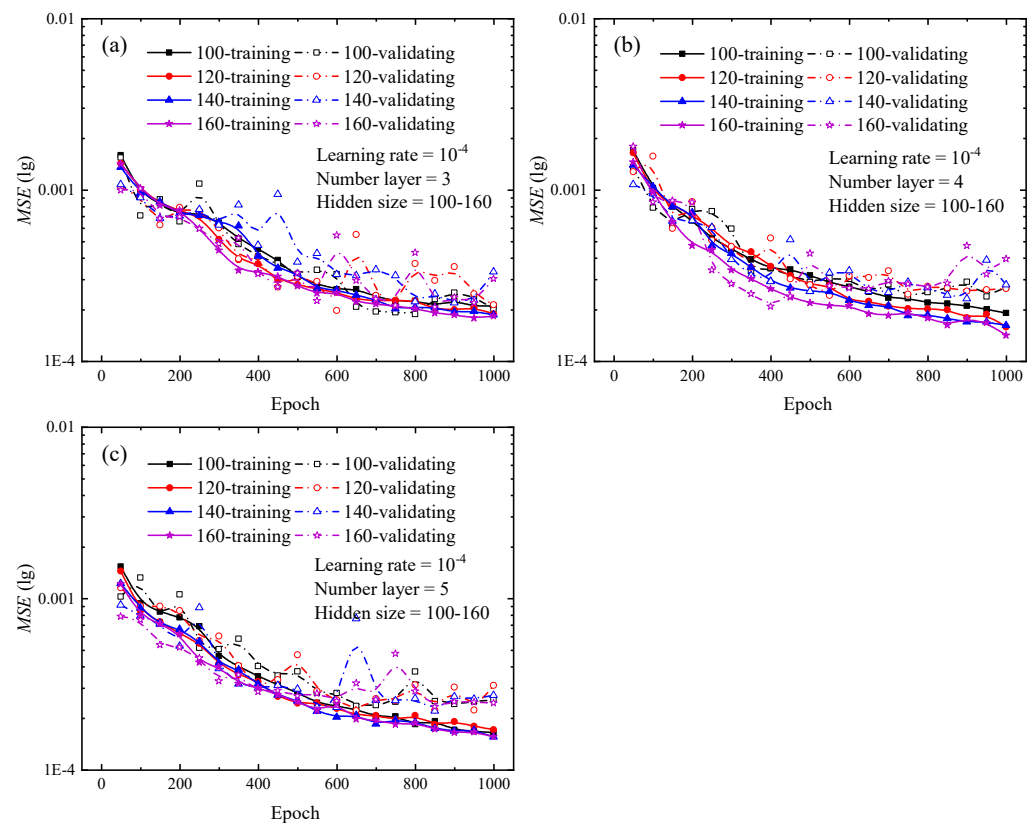 0.01
(a)
100-training 100-validating
120-training 120-validating
140-training 140-validating
160-training 160-validating
Learning rate = 10⁻⁴
Number layer = 3
Hidden size = 100-160
0.001
1E-4
MSE (lg)
0 200 400 600 800 1000
Epoch
0.01
(b)
100-training 100-validating
120-training 120-validating
140-training 140-validating
160-training 160-validating
Learning rate = 10⁻⁴
Number layer = 4
Hidden size = 100-160
0.001
1E-4
MSE (lg)
0 200 400 600 800 1000
Epoch
0.01
(c)
100-training 100-validating
120-training 120-validating
140-training 140-validating
160-training 160-validating
Learning rate = 10⁻⁴
Number layer = 5
Hidden size = 100-160
0.001
1E-4
MSE (lg)
0 200 400 600 800 1000
Epoch